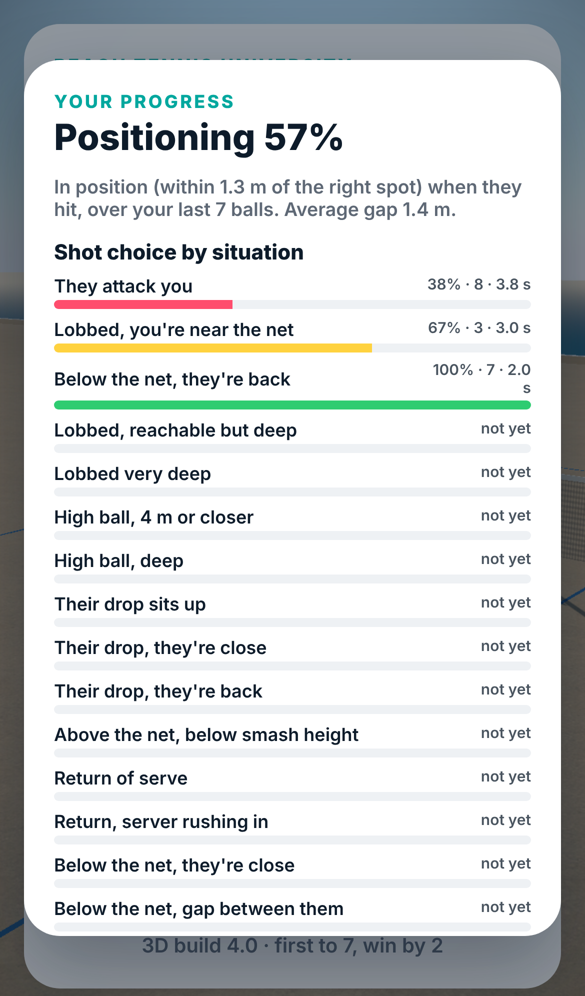 YOUR PROGRESS
Positioning 57%
In position (within 1.3 m of the right spot) when they
hit, over your last 7 balls. Average gap 1.4 m.
Shot choice by situation
They attack you 38% · 8 · 3.8 s
Lobbed, you're near the net 67% · 3 · 3.0 s
Below the net, they're back 100% · 7 · 2.0
s
Lobbed, reachable but deep not yet
Lobbed very deep not yet
High ball, 4 m or closer not yet
High ball, deep not yet
Their drop sits up not yet
Their drop, they're close not yet
Their drop, they're back not yet
Above the net, below smash height not yet
Return of serve not yet
Return, server rushing in not yet
Below the net, they're close not yet
Below the net, gap between them not yet
3D build 4.0 · first to 7, win by 2